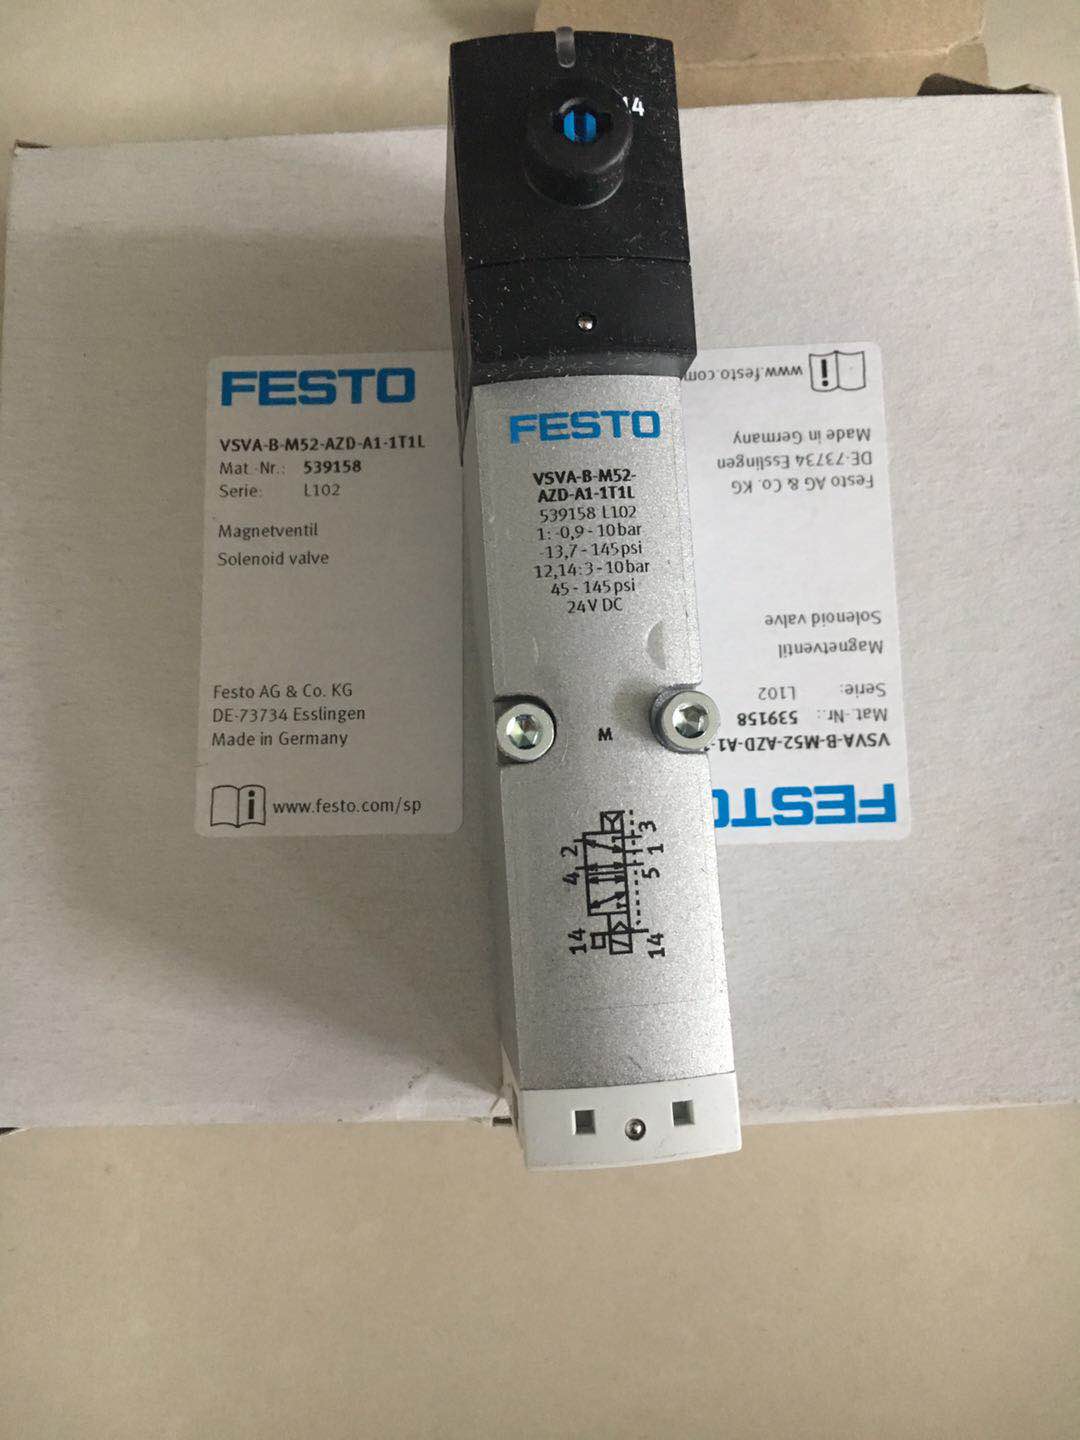 14
FESTO
VSVA-B-M52-AZD-A1-1T1L
Mat.-Nr.: 539158
Serie: L102
Magnetventil
Solenoid valve
Festo AG & Co. KG
DE-73734 Esslingen
Made in Germany
www.festo.com/sp
FESTO
VSVA-B-M52-
AZD-A1-1T1L
539158 L102
1: -0,9 - 10 bar
-13,7 - 145 psi
12,14: 3 - 10 bar
45 - 145 psi
24V DC
M
4 2
14
5 1 3
14
FESTO
VSVA-B-M52-AZD-A1-
Mat.-Nr.: 539158
Serie: L102
Magnetventil
Solenoid valve
Festo AG & Co. KG
DE-73734 Esslingen
Made in Germany
www.festo.com